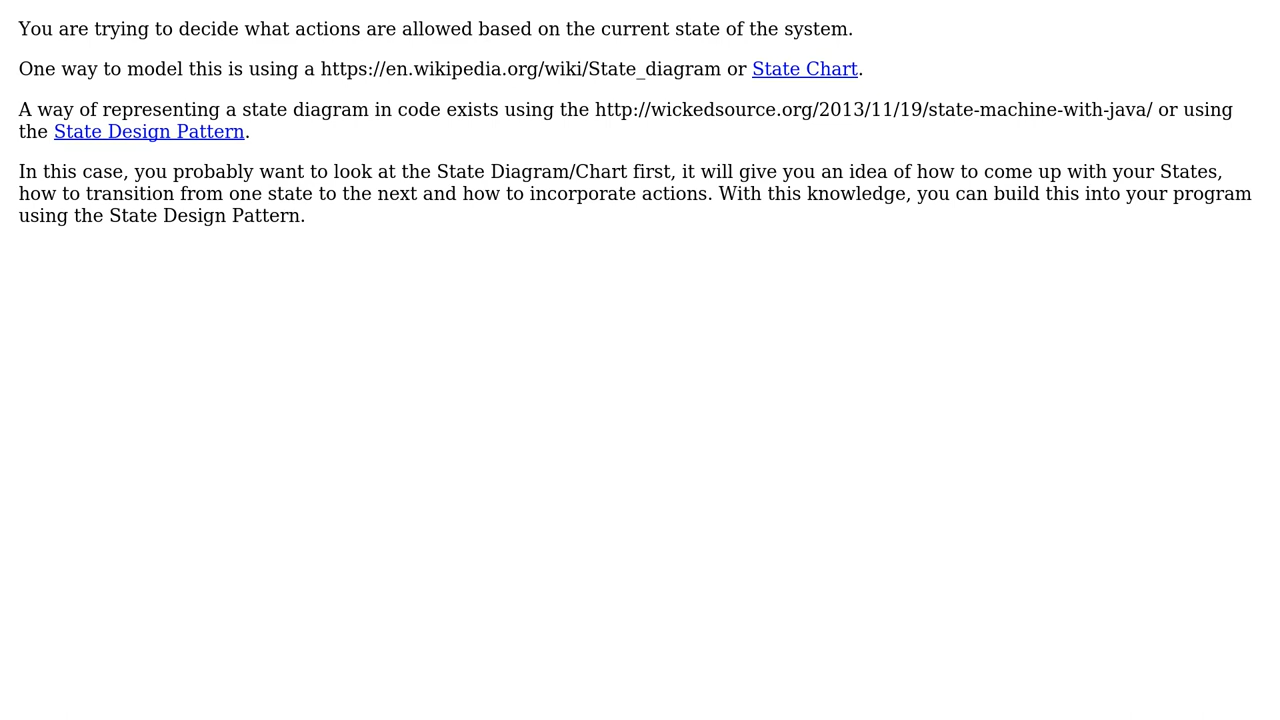 You are trying to decide what actions are allowed based on the current state of the system.
One way to model this is using a https://en.wikipedia.org/wiki/State_diagram or State Chart.
A way of representing a state diagram in code exists using the http://wickedsource.org/2013/11/19/state-machine-with-java/ or using
the State Design Pattern.
In this case, you probably want to look at the State Diagram/Chart first, it will give you an idea of how to come up with your States,
how to transition from one state to the next and how to incorporate actions. With this knowledge, you can build this into your program
using the State Design Pattern.